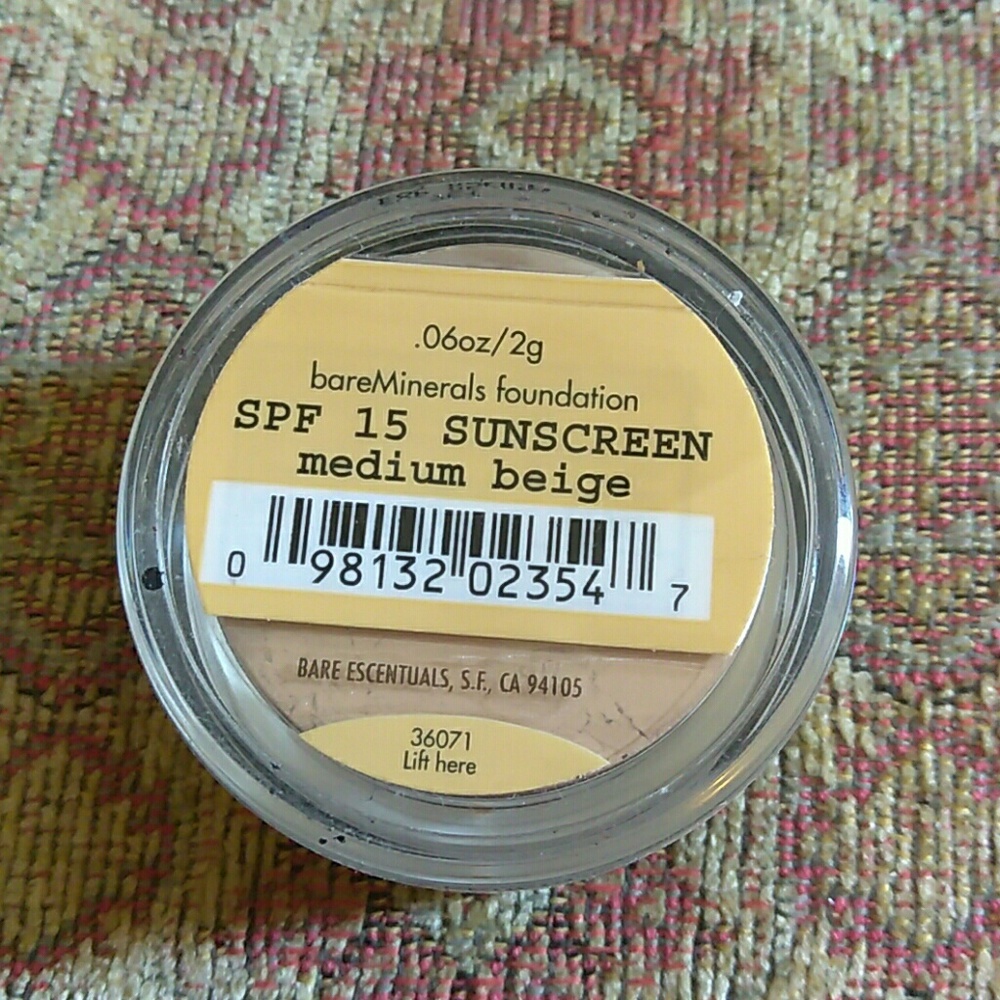 .06oz/2g
bareMinerals foundation
SPF 15 SUNSCREEN
medium beige
0 98132 02354 7
BARE ESCENTUALS, S.F., CA 94105
36071
Lift here